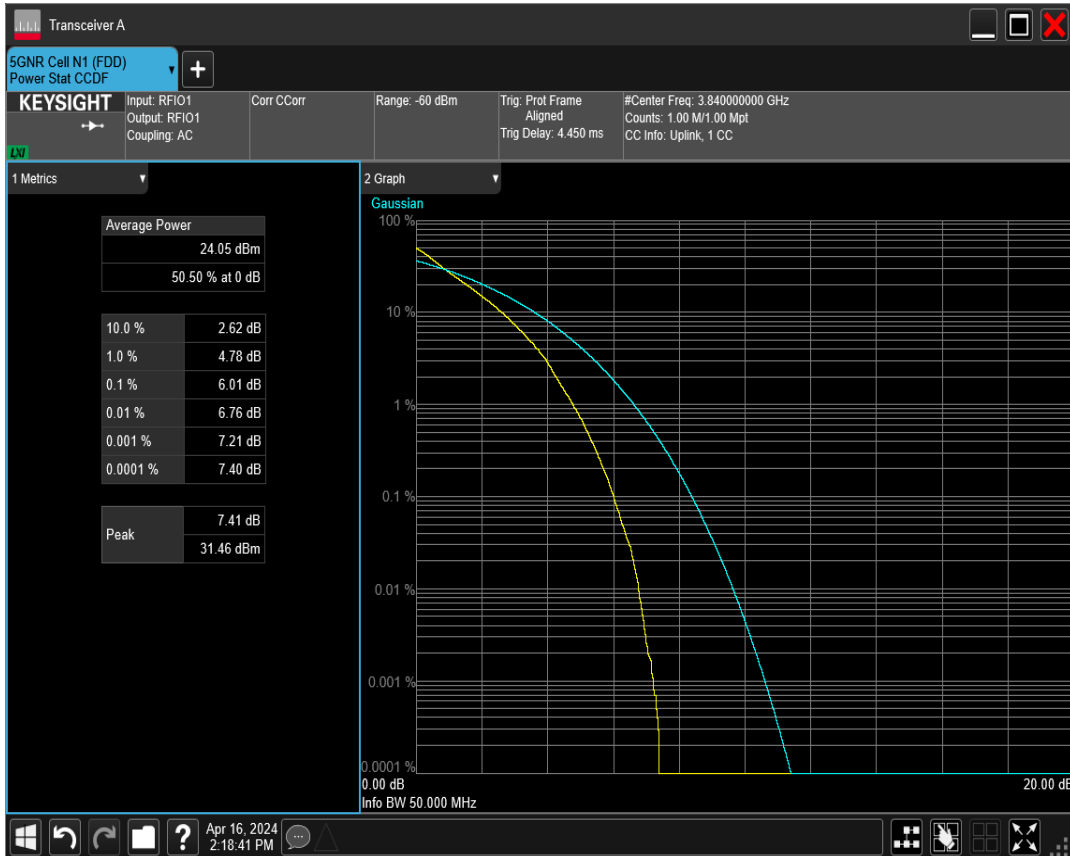 Transceiver A
5GNR Cell N1 (FDD)
Power Stat CCDF
+
KEYSIGHT
LXI
Input: RFIO1
Output: RFIO1
Coupling: AC
Corr CCorr
Range: -60 dBm
Trig: Prot Frame
Aligned
Trig Delay: 4.450 ms
#Center Freq: 3.840000000 GHz
Counts: 1.00 M/1.00 Mpt
CC Info: Uplink, 1 CC
1 Metrics
Average Power
24.05 dBm
50.50 % at 0 dB
10.0 % 2.62 dB
1.0 % 4.78 dB
0.1 % 6.01 dB
0.01 % 6.76 dB
0.001 % 7.21 dB
0.0001 % 7.40 dB
Peak
7.41 dB
31.46 dBm
2 Graph
Gaussian
100 %
10 %
1 %
0.1 %
0.01 %
0.001 %
0.0001 %
0.00 dB 20.00 dB
Info BW 50.000 MHz
?
Apr 16, 2024
2:18:41 PM